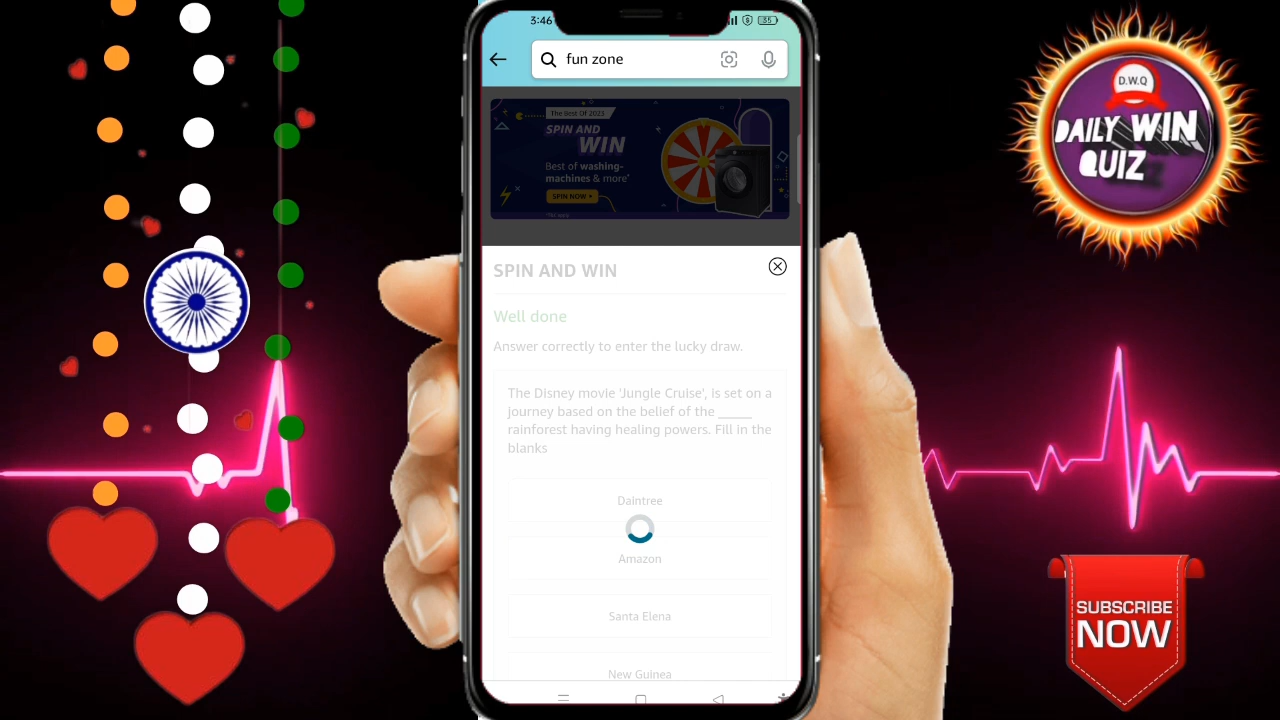 3:46
35
fun zone
The Best Of 2023
SPIN AND
WIN
Best of washing-
machines & more*
SPIN NOW
SPIN AND WIN
Well done
Answer correctly to enter the lucky draw.
The Disney movie 'Jungle Cruise', is set on a
journey based on the belief of the _____
rainforest having healing powers. Fill in the
blanks
Daintree
Amazon
Santa Elena
New Guinea
D.W.Q
DAILY WIN
QUIZ
SUBSCRIBE
NOW